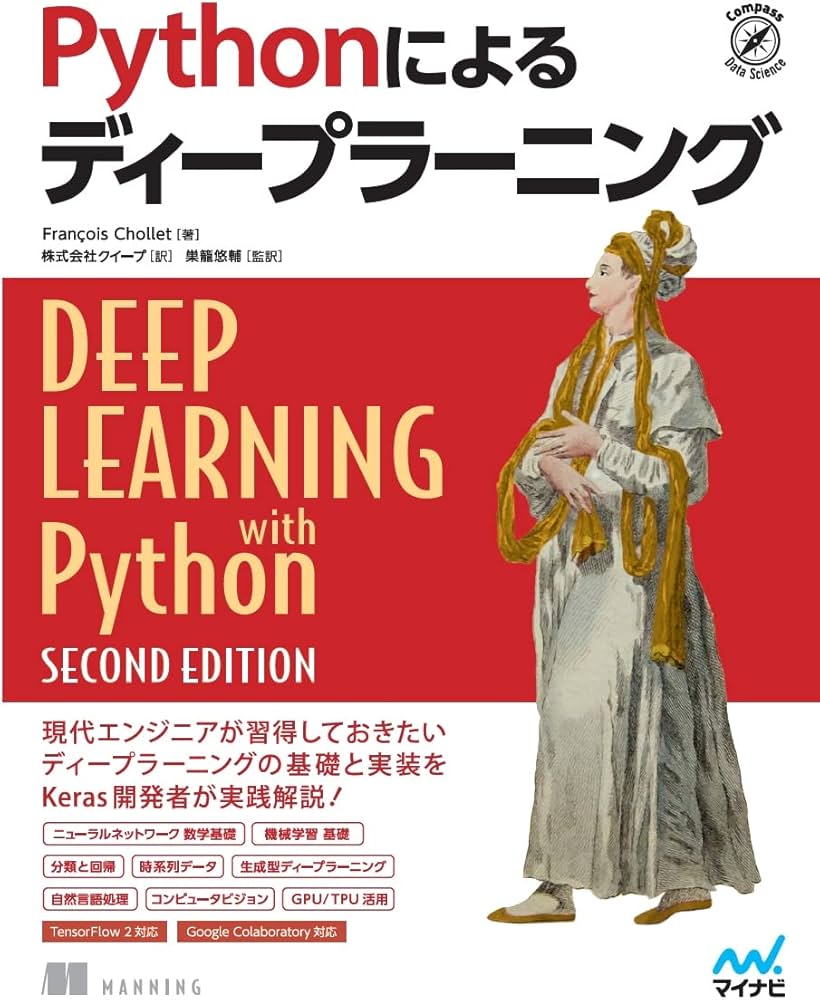 Pythonによる
ディープラーニング
Compass
Data Science
François Chollet［著］
株式会社クイープ［訳］ 巣籠悠輔［監訳］
DEEP
LEARNING
with
Python
SECOND EDITION
現代エンジニアが習得しておきたい
ディープラーニングの基礎と実装を
Keras開発者が実践解説！
ニューラルネットワーク 数学基礎 機械学習 基礎
分類と回帰 時系列データ 生成型ディープラーニング
自然言語処理 コンピュータビジョン GPU/TPU 活用
TensorFlow 2 対応 Google Colaboratory 対応
MANNING
マイナビ